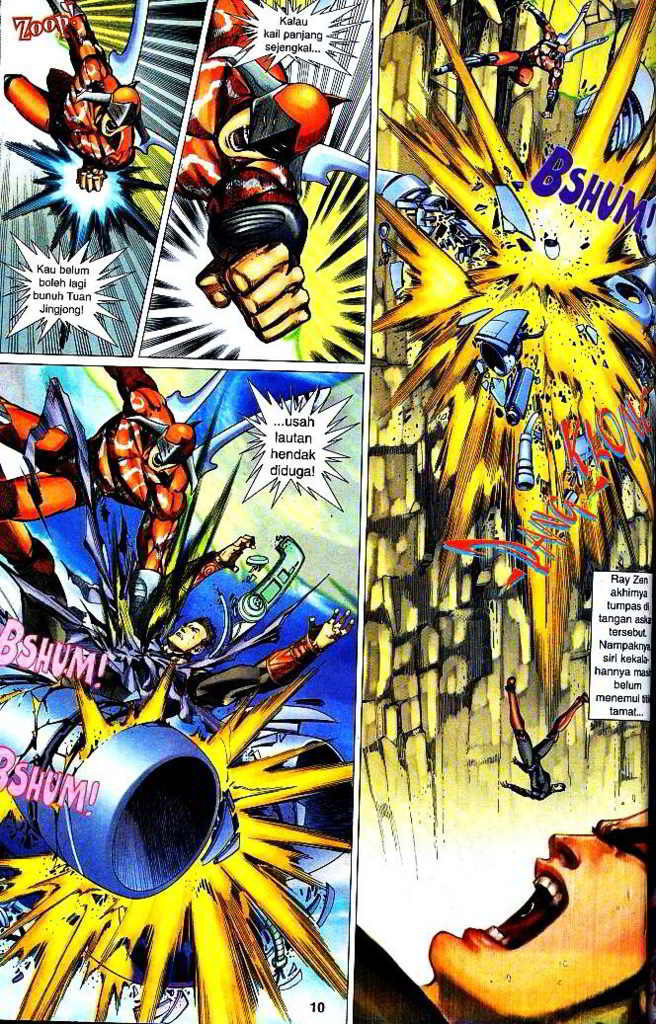 ZOOP!
Kau belum
boleh lagi
bunuh Tuan
Jingjong!
Kalau
kail panjang
sejengkal...
...usah
lautan
hendak
diduga!
BSHUM!
BSHUM!
10
BSHUM!
Ray Zen
akhirnya
tumpas di
tangan
tersebut.
Nampaknya
siri kekala-
hannya
belum
menemui
tamat...